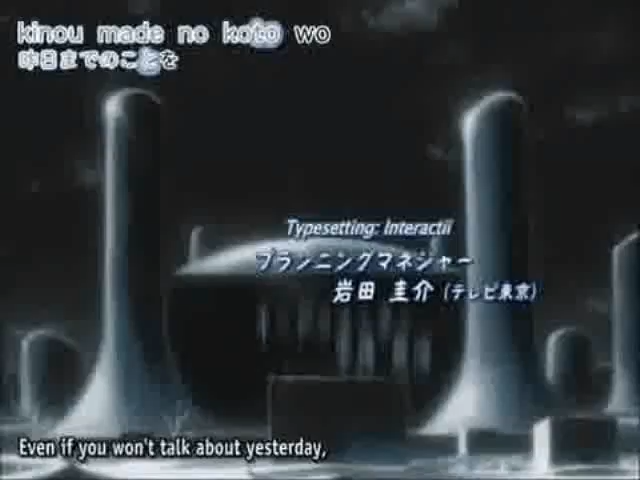 kinou made no koto wo
昨日までのことを
Typesetting: Interactii
プランニングマネジャー
岩田 圭介 (テレビ東京)
Even if you won't talk about yesterday,